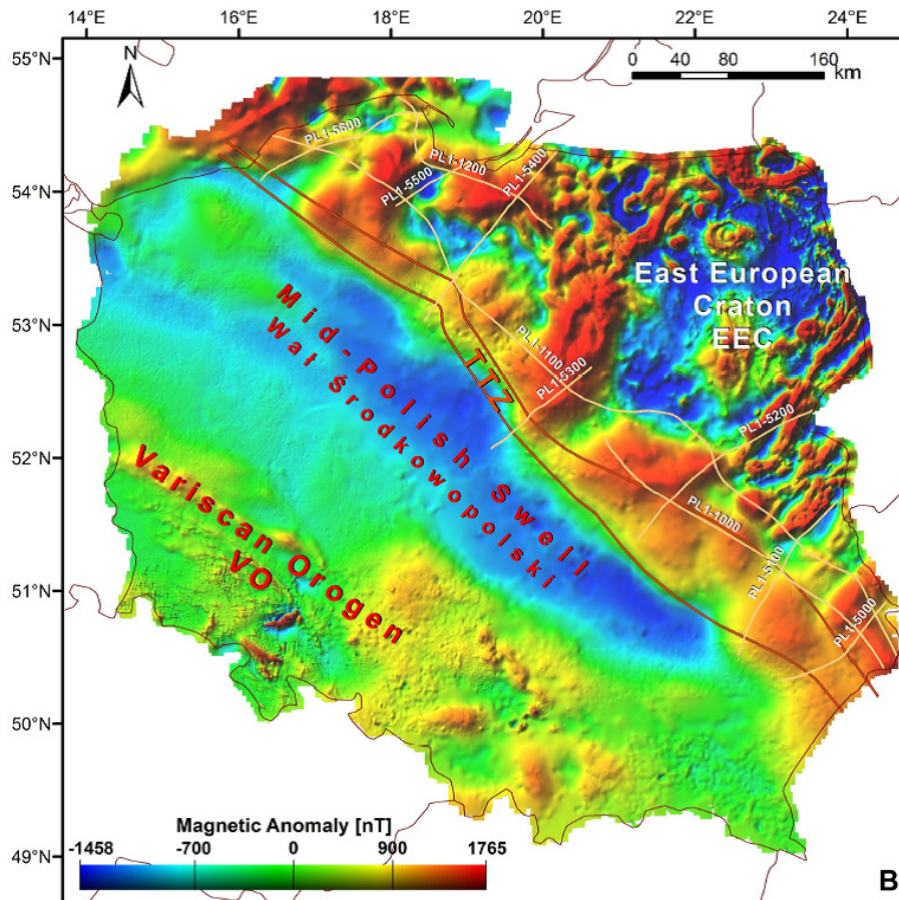 14°E 16°E 18°E 20°E 22°E 24°E
55°N
54°N
53°N
52°N
51°N
50°N
49°N
N
0 40 80 160
km
PL1-5600
PL1-1200
PL1-5500
PL1-5400
East European
Craton
EEC
Mid-Polish Swell
Wał Środkowopolski
TTZ
PL1-1100
PL1-5300
PL1-5200
PL1-1000
PL1-5100
PL1-5000
Variscan Orogen
VO
Magnetic Anomaly [nT]
-1458 -700 0 900 1765
B